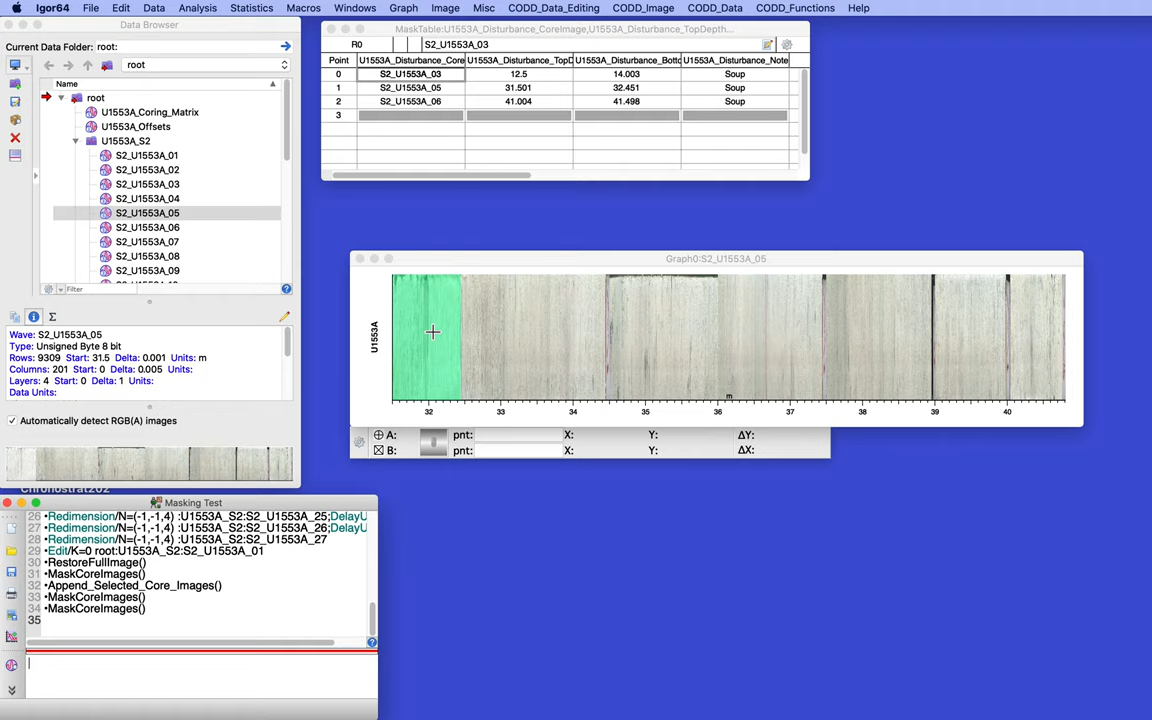 Igor64 File Edit Data Analysis Statistics Macros Windows Graph Image Misc CODD_Data_Editing CODD_Image CODD_Data CODD_Functions Help
Data Browser
Current Data Folder: root:
root
Name
root
U1553A_Coring_Matrix
U1553A_Offsets
U1553A_S2
S2_U1553A_01
S2_U1553A_02
S2_U1553A_03
S2_U1553A_04
S2_U1553A_05
S2_U1553A_06
S2_U1553A_07
S2_U1553A_08
S2_U1553A_09
Filter
Wave: S2_U1553A_05
Type: Unsigned Byte 8 bit
Rows: 9309 Start: 31.5 Delta: 0.001 Units: m
Columns: 201 Start: 0 Delta: 0.005 Units:
Layers: 4 Start: 0 Delta: 1 Units:
Data Units:
Automatically detect RGB(A) images
MaskTable:U1553A_Disturbance_CoreImage,U1553A_Disturbance_TopDepth...
R0 S2_U1553A_03
Point U1553A_Disturbance_Core U1553A_Disturbance_TopD U1553A_Disturbance_Botto U1553A_Disturbance_Note
0 S2_U1553A_03 12.5 14.003 Soup
1 S2_U1553A_05 31.501 32.451 Soup
2 S2_U1553A_06 41.004 41.498 Soup
3
Graph0:S2_U1553A_05
U1553A
m
32 33 34 35 36 37 38 39 40
A: pnt: X: Y: ΔY:
B: pnt: X: Y: ΔX:
Masking Test
26 •Redimension/N=(-1,-1,4) :U1553A_S2:S2_U1553A_25;DelayU
27 •Redimension/N=(-1,-1,4) :U1553A_S2:S2_U1553A_26;DelayU
28 •Redimension/N=(-1,-1,4) :U1553A_S2:S2_U1553A_27
29 •Edit/K=0 root:U1553A_S2:S2_U1553A_01
30 •RestoreFullImage()
31 •MaskCoreImages()
32 •Append_Selected_Core_Images()
33 •MaskCoreImages()
34 •MaskCoreImages()
35